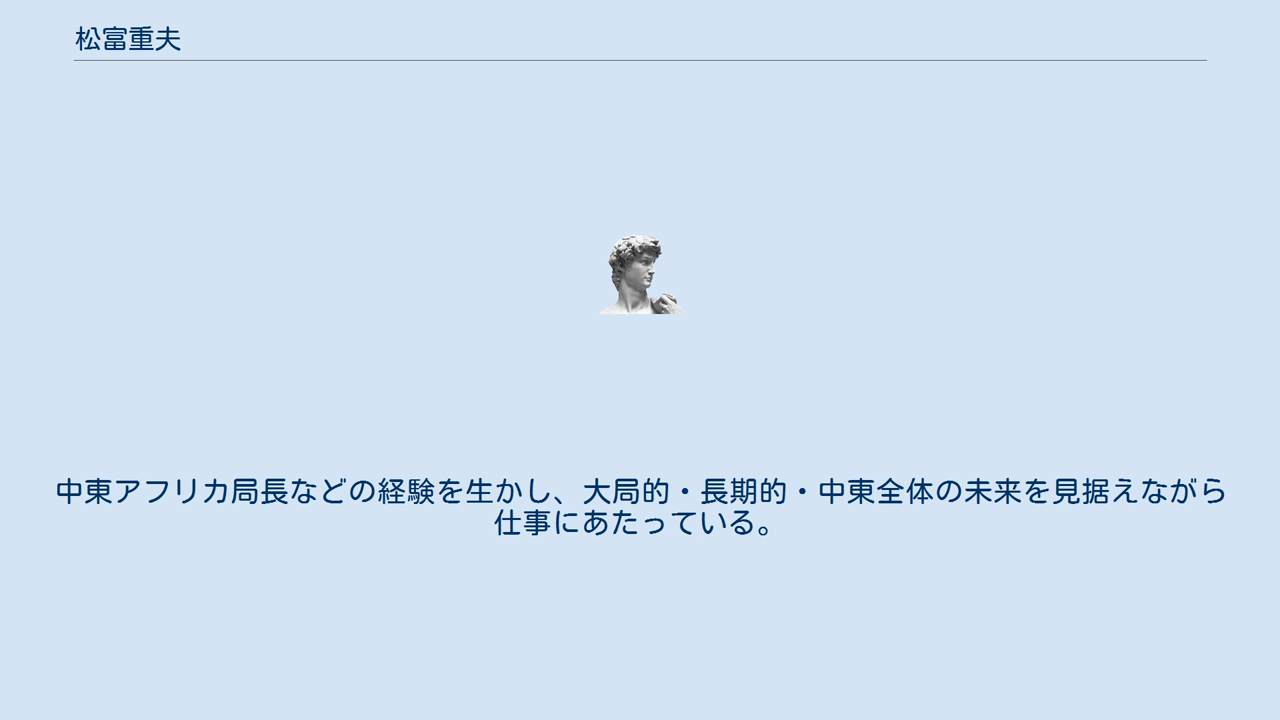 松富重夫
中東アフリカ局長などの経験を生かし、大局的・長期的・中東全体の未来を見据えながら
仕事にあたっている。